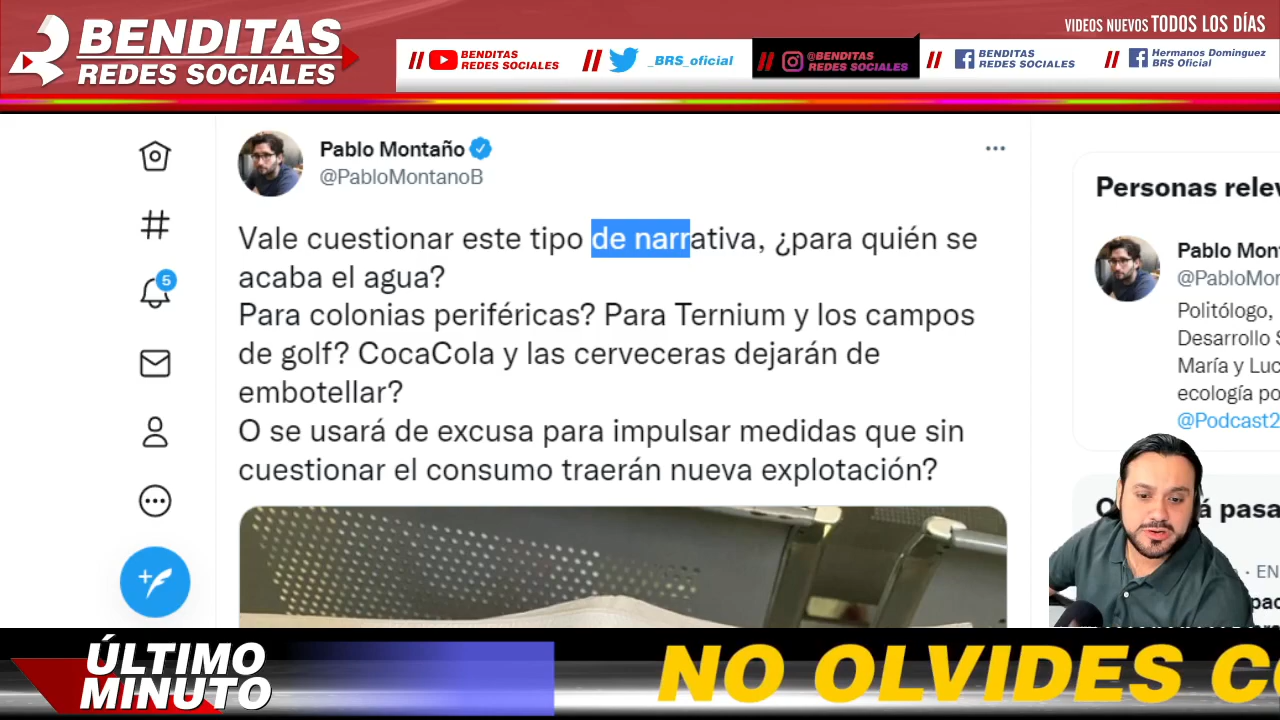 BENDITAS
REDES SOCIALES
VIDEOS NUEVOS TODOS LOS DÍAS
// BENDITAS
REDES SOCIALES
// _BRS_oficial
// @BENDITAS
REDES SOCIALES
// BENDITAS
REDES SOCIALES
// Hermanos Dominguez
BRS Oficial
Pablo Montaño
@PabloMontanoB
Vale cuestionar este tipo de narrativa, ¿para quién se
acaba el agua?
Para colonias periféricas? Para Ternium y los campos
de golf? CocaCola y las cerveceras dejarán de
embotellar?
O se usará de excusa para impulsar medidas que sin
cuestionar el consumo traerán nueva explotación?
5
Personas relev
Pablo Mon
@PabloMon
Politólogo,
Desarrollo S
María y Luc
ecología po
@Podcast2
á pasa
· EN
ÚLTIMO
MINUTO
NO OLVIDES CO